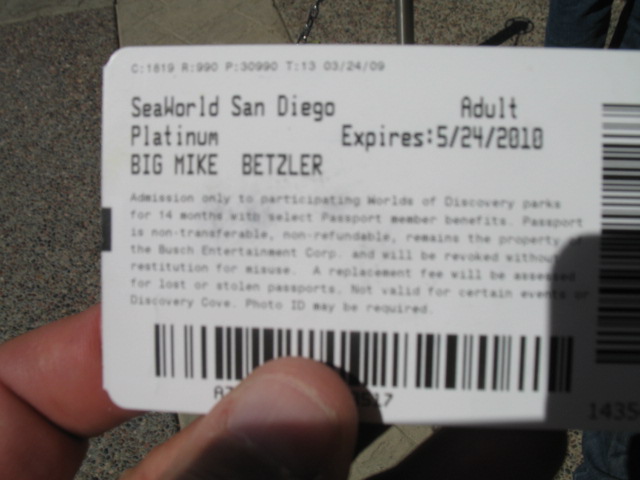 C:1819 R:990 P:30990 T:13 03/24/09
SeaWorld San Diego Adult
Platinum Expires:5/24/2010
BIG MIKE BETZLER
Admission only to participating Worlds of Discovery parks
for 14 months with select Passport member benefits. Passport
is non-transferable, non-refundable, remains the property
the Busch Entertainment Corp. and will be revoked without
restitution for misuse. A replacement fee will be assessed
for lost or stolen passports. Not valid for certain events or
Discovery Cove. Photo ID may be required.
1435